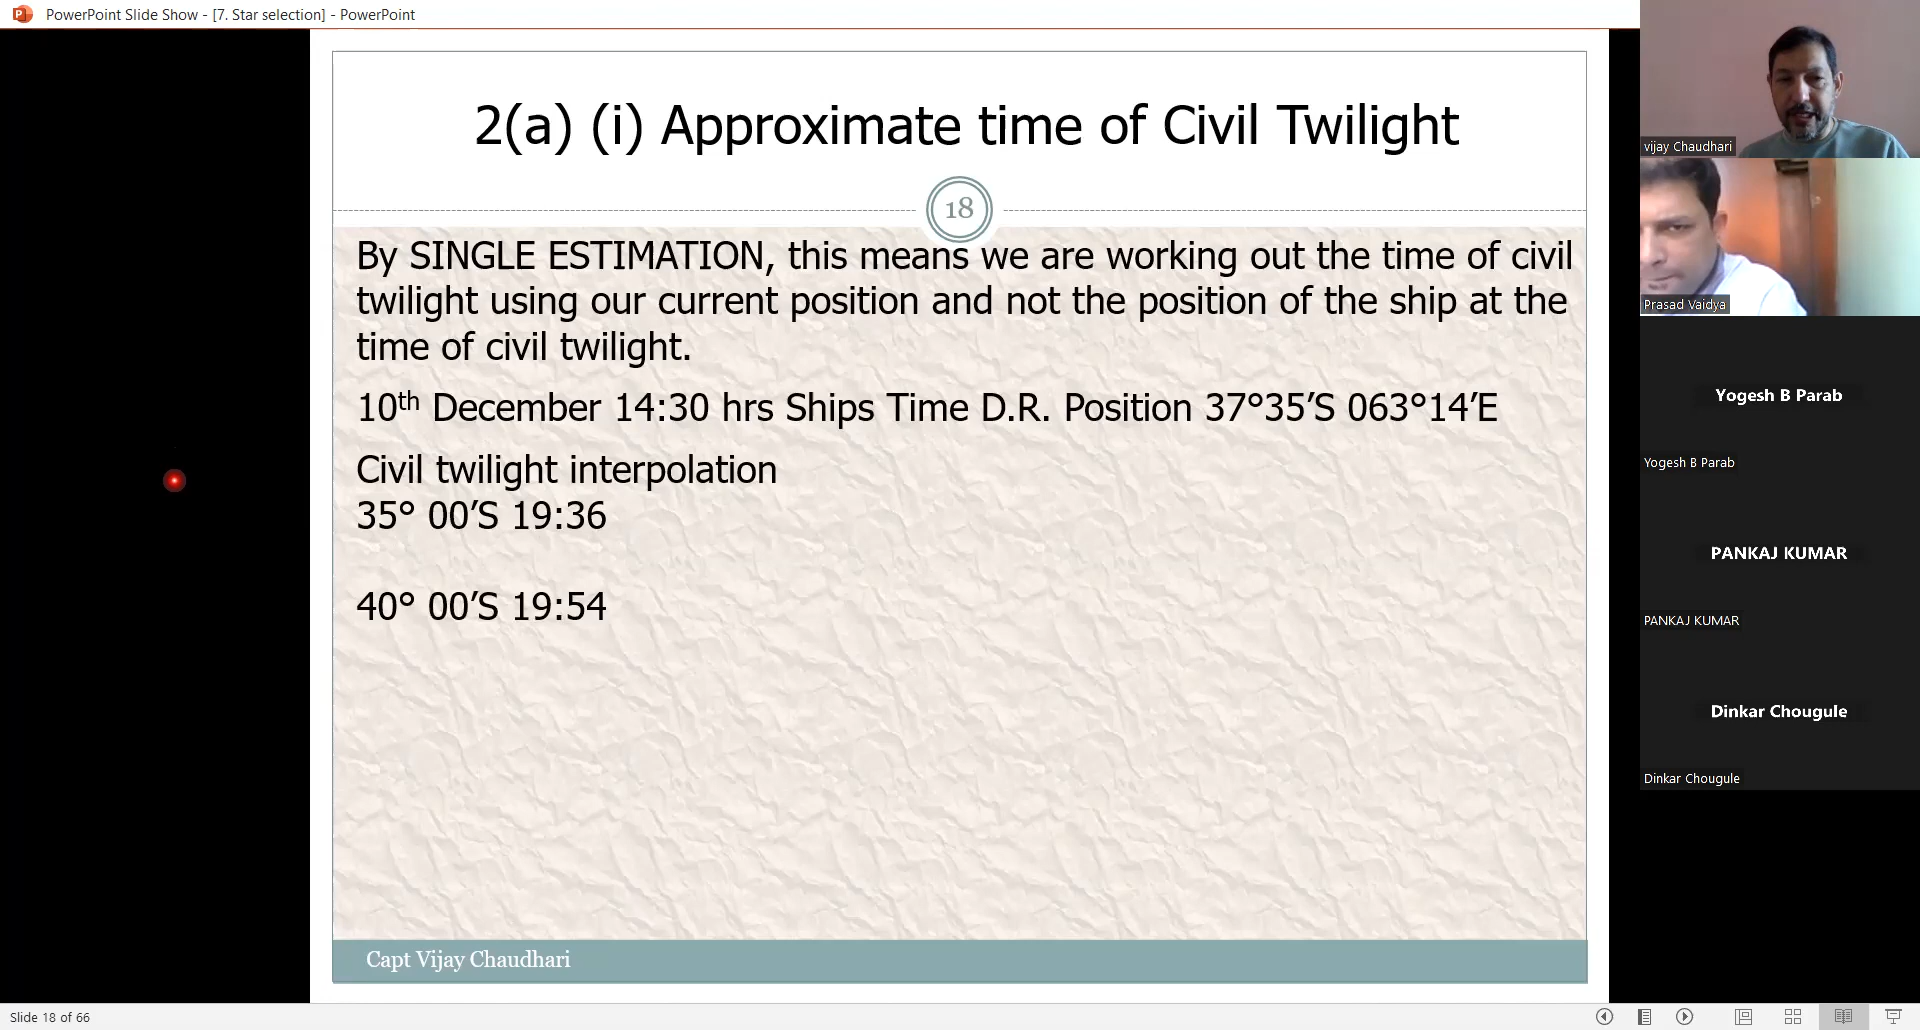 PowerPoint Slide Show - [7. Star selection] - PowerPoint
2(a) (i) Approximate time of Civil Twilight
18
By SINGLE ESTIMATION, this means we are working out the time of civil
twilight using our current position and not the position of the ship at the
time of civil twilight.
10th December 14:30 hrs Ships Time D.R. Position 37°35’S 063°14’E
Civil twilight interpolation
35° 00’S 19:36
40° 00’S 19:54
Capt Vijay Chaudhari
Slide 18 of 66
vijay Chaudhari
Prasad Vaidya
Yogesh B Parab
Yogesh B Parab
PANKAJ KUMAR
PANKAJ KUMAR
Dinkar Chougule
Dinkar Chougule